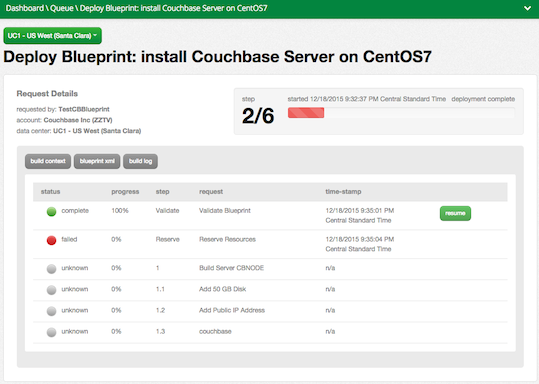 Dashboard \ Queue \ Deploy Blueprint: install Couchbase Server on CentOS7
UC1 - US West (Santa Clara)
Deploy Blueprint: install Couchbase Server on CentOS7
Request Details
requested by: TestCBBlueprint
account: Couchbase Inc (ZZTV)
data center: UC1 - US West (Santa Clara)
step
2/6
started 12/18/2015 9:32:37 PM Central Standard Time deployment complete
build context blueprint xml build log
status progress step request time-stamp
complete 100% Validate Validate Blueprint 12/18/2015 9:35:01 PM
Central Standard Time
resume
failed 0% Reserve Reserve Resources 12/18/2015 9:35:04 PM
Central Standard Time
unknown 0% 1 Build Server CBNODE n/a
unknown 0% 1.1 Add 50 GB Disk n/a
unknown 0% 1.2 Add Public IP Address n/a
unknown 0% 1.3 couchbase n/a